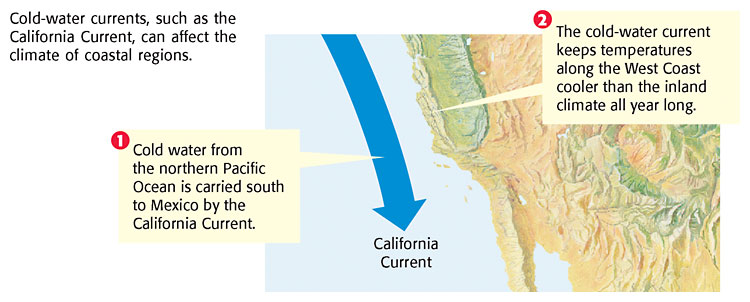 Cold-water currents, such as the
California Current, can affect the
climate of coastal regions.
1
Cold water from
the northern Pacific
Ocean is carried south
to Mexico by the
California Current.
2
The cold-water current
keeps temperatures
along the West Coast
cooler than the inland
climate all year long.
California
Current